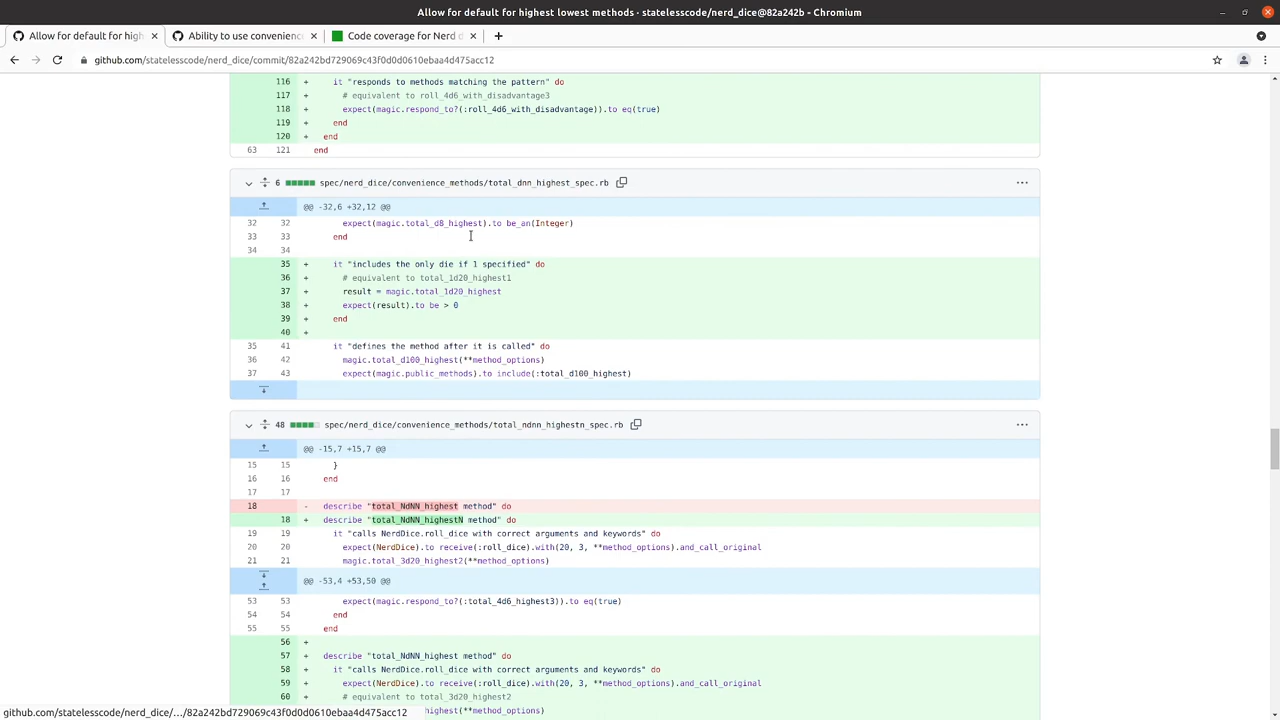 Allow for default for highest lowest methods · statelesscode/nerd_dice@82a242b - Chromium
Allow for default for high
Ability to use convenienc
Code coverage for Nerd d
github.com/statelesscode/nerd_dice/commit/82a242bd729069c43f0d0d0610ebaa4d475acc12
116 + it "responds to methods matching the pattern" do
117 + # equivalent to roll_4d6_with_disadvantage3
118 + expect(magic.respond_to?(:roll_4d6_with_disadvantage)).to eq(true)
119 + end
120 + end
63 121 end
6 spec/nerd_dice/convenience_methods/total_dnn_highest_spec.rb
@@ -32,6 +32,12 @@
32 32 expect(magic.total_d8_highest).to be_an(Integer)
33 33 end
34 34
35 + it "includes the only die if 1 specified" do
36 + # equivalent to total_1d20_highest1
37 + result = magic.total_1d20_highest
38 + expect(result).to be > 0
39 + end
40 +
35 41 it "defines the method after it is called" do
36 42 magic.total_d100_highest(**method_options)
37 43 expect(magic.public_methods).to include(:total_d100_highest)
48 spec/nerd_dice/convenience_methods/total_ndnn_highestn_spec.rb
@@ -15,7 +15,7 @@
15 15 }
16 16 end
17 17
18 - describe "total_NdNN_highest method" do
18 + describe "total_NdNN_highestN method" do
19 19 it "calls NerdDice.roll_dice with correct arguments and keywords" do
20 20 expect(NerdDice).to receive(:roll_dice).with(20, 3, **method_options).and_call_original
21 21 magic.total_3d20_highest2(**method_options)
@@ -53,4 +53,50 @@
53 53 expect(magic.respond_to?(:total_4d6_highest3)).to eq(true)
54 54 end
55 55 end
56 +
57 + describe "total_NdNN_highest method" do
58 + it "calls NerdDice.roll_dice with correct arguments and keywords" do
59 + expect(NerdDice).to receive(:roll_dice).with(20, 3, **method_options).and_call_original
60 + # equivalent to total_3d20_highest2
highest(**method_options)
github.com/statelesscode/nerd_dice/…/82a242bd729069c43f0d0d0610ebaa4d475acc12